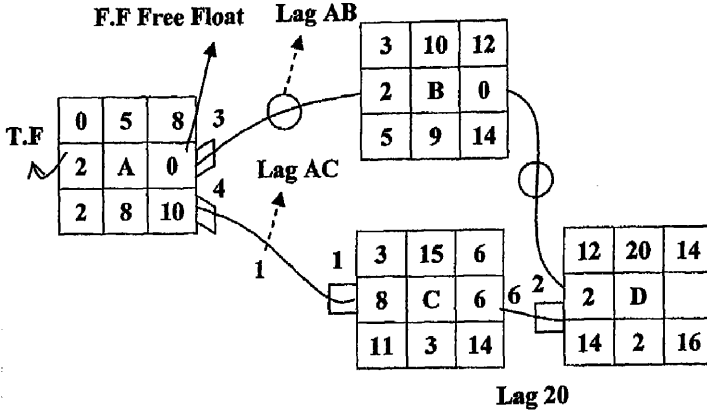 F.F Free Float
Lag AB
T.F
0 5 8
2 A 0
2 8 10
3
4
3 10 12
2 B 0
5 9 14
Lag AC
1
1
3 15 6
8 C 6
11 3 14
6
2
12 20 14
2 D
14 2 16
Lag 20